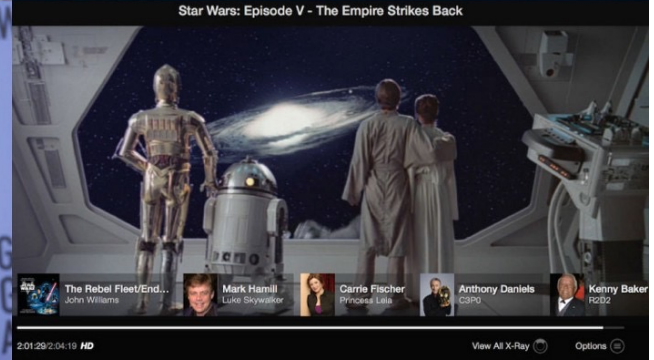 Star Wars: Episode V - The Empire Strikes Back
The Rebel Fleet/End...
John Williams
Mark Hamill
Luke Skywalker
Carrie Fischer
Princess Leia
Anthony Daniels
C3P0
Kenny Baker
R2D2
2:01:29/2:04:19 HD
View All X-Ray
Options